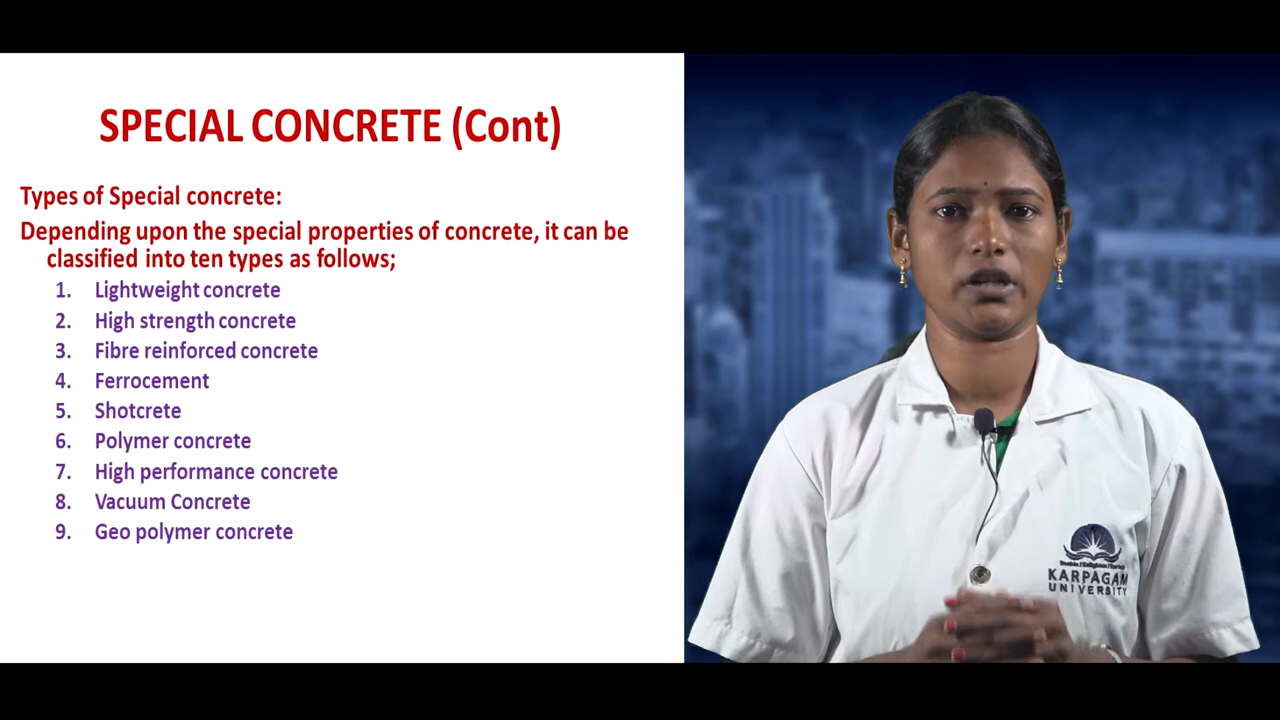 SPECIAL CONCRETE (Cont)
Types of Special concrete:
Depending upon the special properties of concrete, it can be
classified into ten types as follows;
1. Lightweight concrete
2. High strength concrete
3. Fibre reinforced concrete
4. Ferrocement
5. Shotcrete
6. Polymer concrete
7. High performance concrete
8. Vacuum Concrete
9. Geo polymer concrete
KARPAGAM
UNIVERSITY